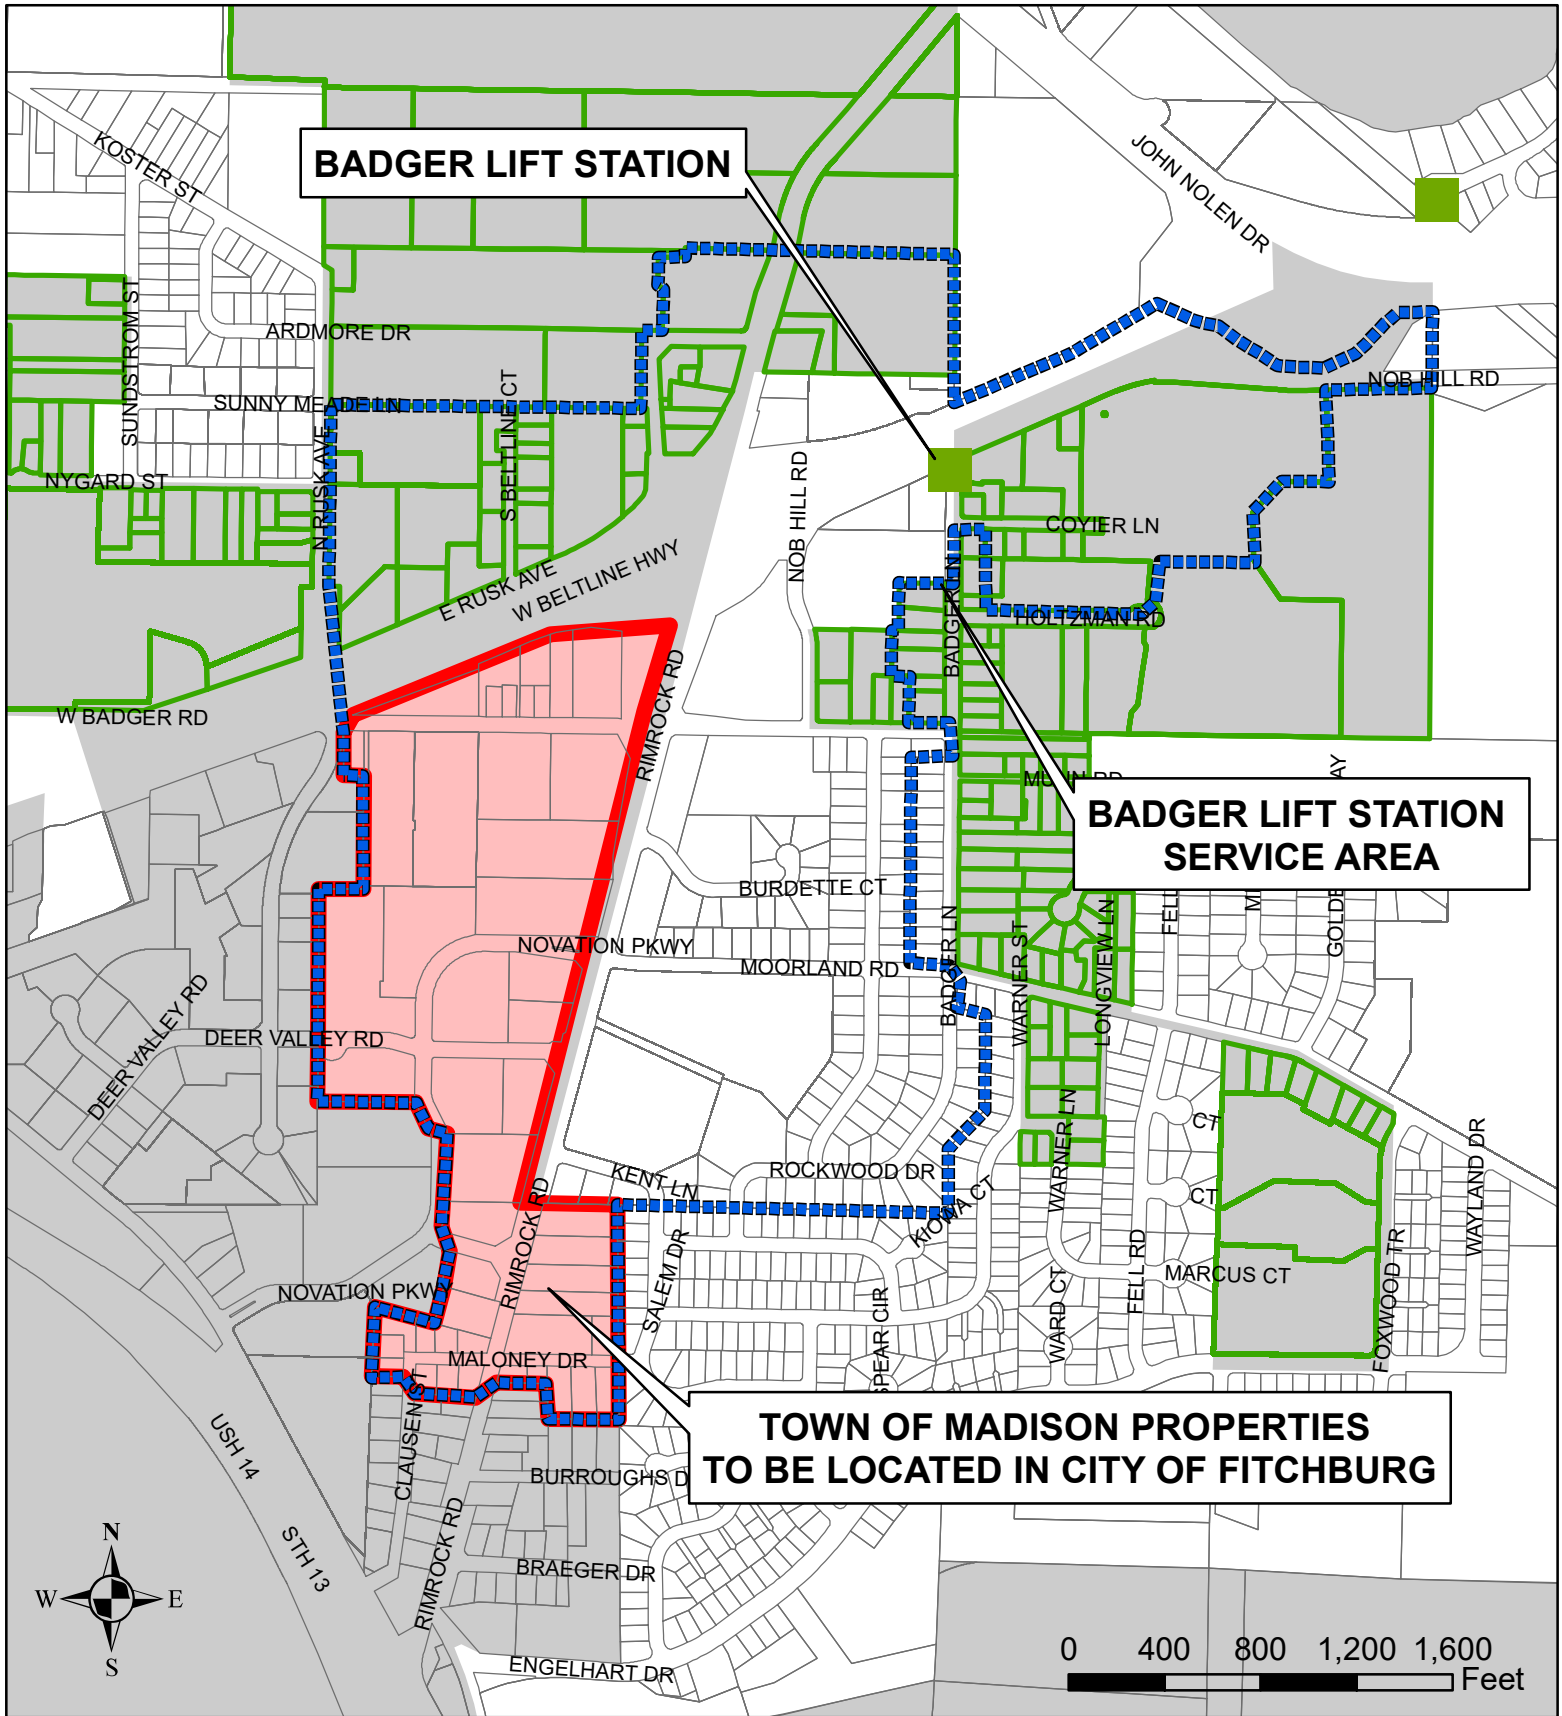 KOSTER ST
BADGER LIFT STATION
JOHN NOLEN DR
SUNDSTROM ST
ARDMORE DR
NOB HILL RD
SUNNY MEADE LN
S BELTLINE CT
N RUSK AVE
NYGARD ST
NOB HILL RD
COYIER LN
E RUSK AVE
W BELTLINE HWY
BADGER LN
HOLTZMAN RD
RIMROCK RD
W BADGER RD
BADGER LIFT STATION
SERVICE AREA
BURDETTE CT
NOVATION PKWY
MOORLAND RD
BADGER LN
WARNER ST
LONGVIEW LN
DEER VALLEY RD
DEER VALLEY RD
CT
WARNER LN
WAYLAND DR
KENT LN
ROCKWOOD DR
CT
KIOWA CT
RIMROCK RD
SALEM DR
NOVATION PKWY
MARCUS CT
FELL RD
WARD CT
FOXWOOD TR
SPEAR CIR
MALONEY DR
CLAUSEN ST
TOWN OF MADISON PROPERTIES
TO BE LOCATED IN CITY OF FITCHBURG
USH 14
BURROUGHS D
STH 13
RIMROCK RD
BRAEGER DR
ENGELHART DR
N
W E
S
0 400 800 1,200 1,600
Feet